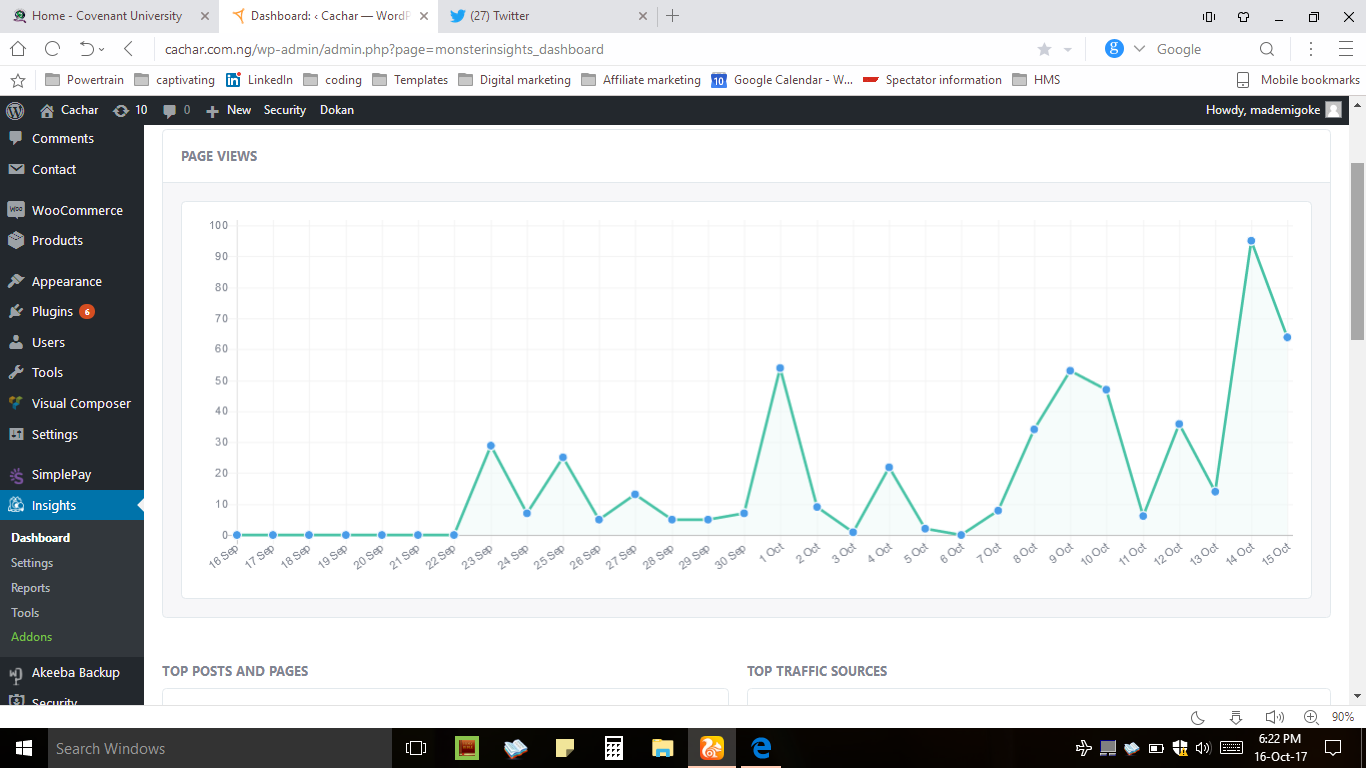 Home - Covenant University
Dashboard: ‹ Cachar — WordP
(27) Twitter
cachar.com.ng/wp-admin/admin.php?page=monsterinsights_dashboard
g
Google
Powertrain
captivating
in
LinkedIn
coding
Templates
Digital marketing
Affiliate marketing
10
Google Calendar - W...
Spectator information
HMS
Mobile bookmarks
Cachar
10
0
New
Security
Dokan
Howdy, mademigoke
Comments
Contact
WooCommerce
Products
Appearance
Plugins 6
Users
Tools
Visual Composer
Settings
SimplePay
Insights
Dashboard
Settings
Reports
Tools
Addons
Akeeba Backup
Security
PAGE VIEWS
100
90
80
70
60
50
40
30
20
10
0
16 Sep
17 Sep
18 Sep
19 Sep
20 Sep
21 Sep
22 Sep
23 Sep
24 Sep
25 Sep
26 Sep
27 Sep
28 Sep
29 Sep
30 Sep
1 Oct
2 Oct
3 Oct
4 Oct
5 Oct
6 Oct
7 Oct
8 Oct
9 Oct
10 Oct
11 Oct
12 Oct
13 Oct
14 Oct
15 Oct
TOP POSTS AND PAGES
TOP TRAFFIC SOURCES
90%
Search Windows
6:22 PM
16-Oct-17